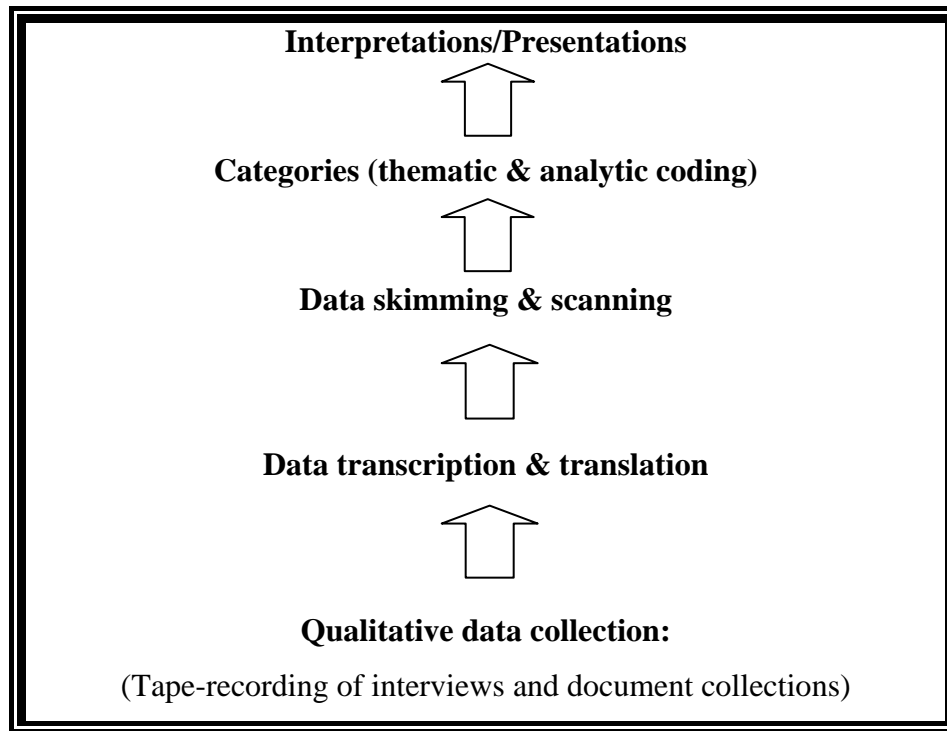 Interpretations/Presentations
Categories (thematic & analytic coding)
Data skimming & scanning
Data transcription & translation
Qualitative data collection:
(Tape-recording of interviews and document collections)